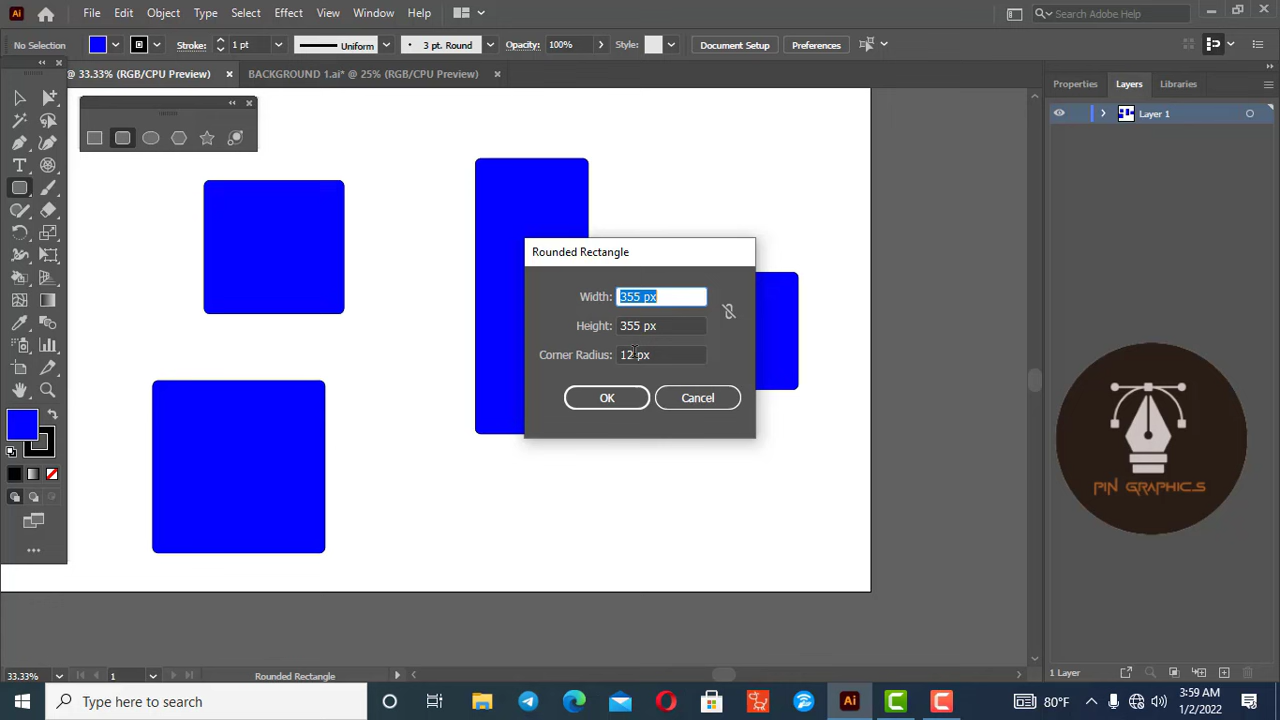 Ai File Edit Object Type Select Effect View Window Help Search Adobe Help
No Selection Stroke: 1 pt Uniform 3 pt. Round Opacity: 100% Style: Document Setup Preferences
@ 33.33% (RGB/CPU Preview) BACKGROUND 1.ai* @ 25% (RGB/CPU Preview) Properties Layers Libraries
Layer 1
Rounded Rectangle
Width: 355 px
Height: 355 px
Corner Radius: 12 px
OK Cancel
PIN GRAPHICS
33.33% 1 Rounded Rectangle 1 Layer
Type here to search Ai 80°F 3:59 AM
1/2/2022